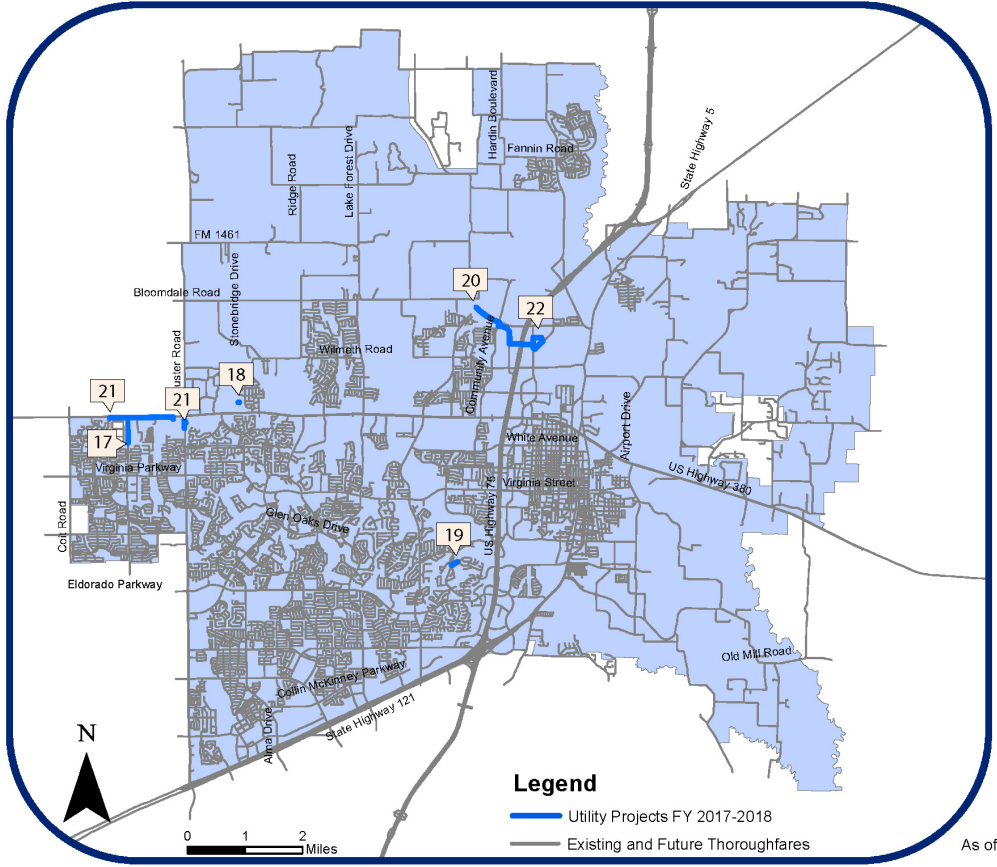 Hardin Boulevard
State Highway 5
Fannin Road
Ridge Road
Lake Forest Drive
FM 1461
Stonebridge Drive
Bloomdale Road
20
22
Community Avenue
Wilmeth Road
uster Road
18
21
21
17
Airport Drive
White Avenue
Virginia Parkway
US Highway 380
Virginia Street
US Highway 75
Coit Road
Glen Oaks Drive
19
Eldorado Parkway
Old Mill Road
Collin McKinney Parkway
State Highway 121
Alma Drive
N
Legend
Utility Projects FY 2017-2018
Existing and Future Thoroughfares
0 1 2
Miles
As of